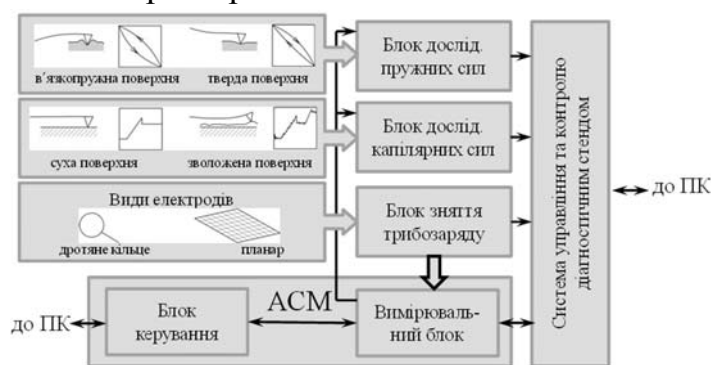 в'язкопружна поверхня
тверда поверхня
Блок дослід.
пружних сил
суха поверхня
зволожена поверхня
Блок дослід.
капілярних сил
Види електродів
дротяне кільце
планар
Блок зняття
трибозаряду
Система управління та контролю
діагностичним стендом
до ПК
до ПК
Блок
керування
АСМ
Вимірюваль-
ний блок